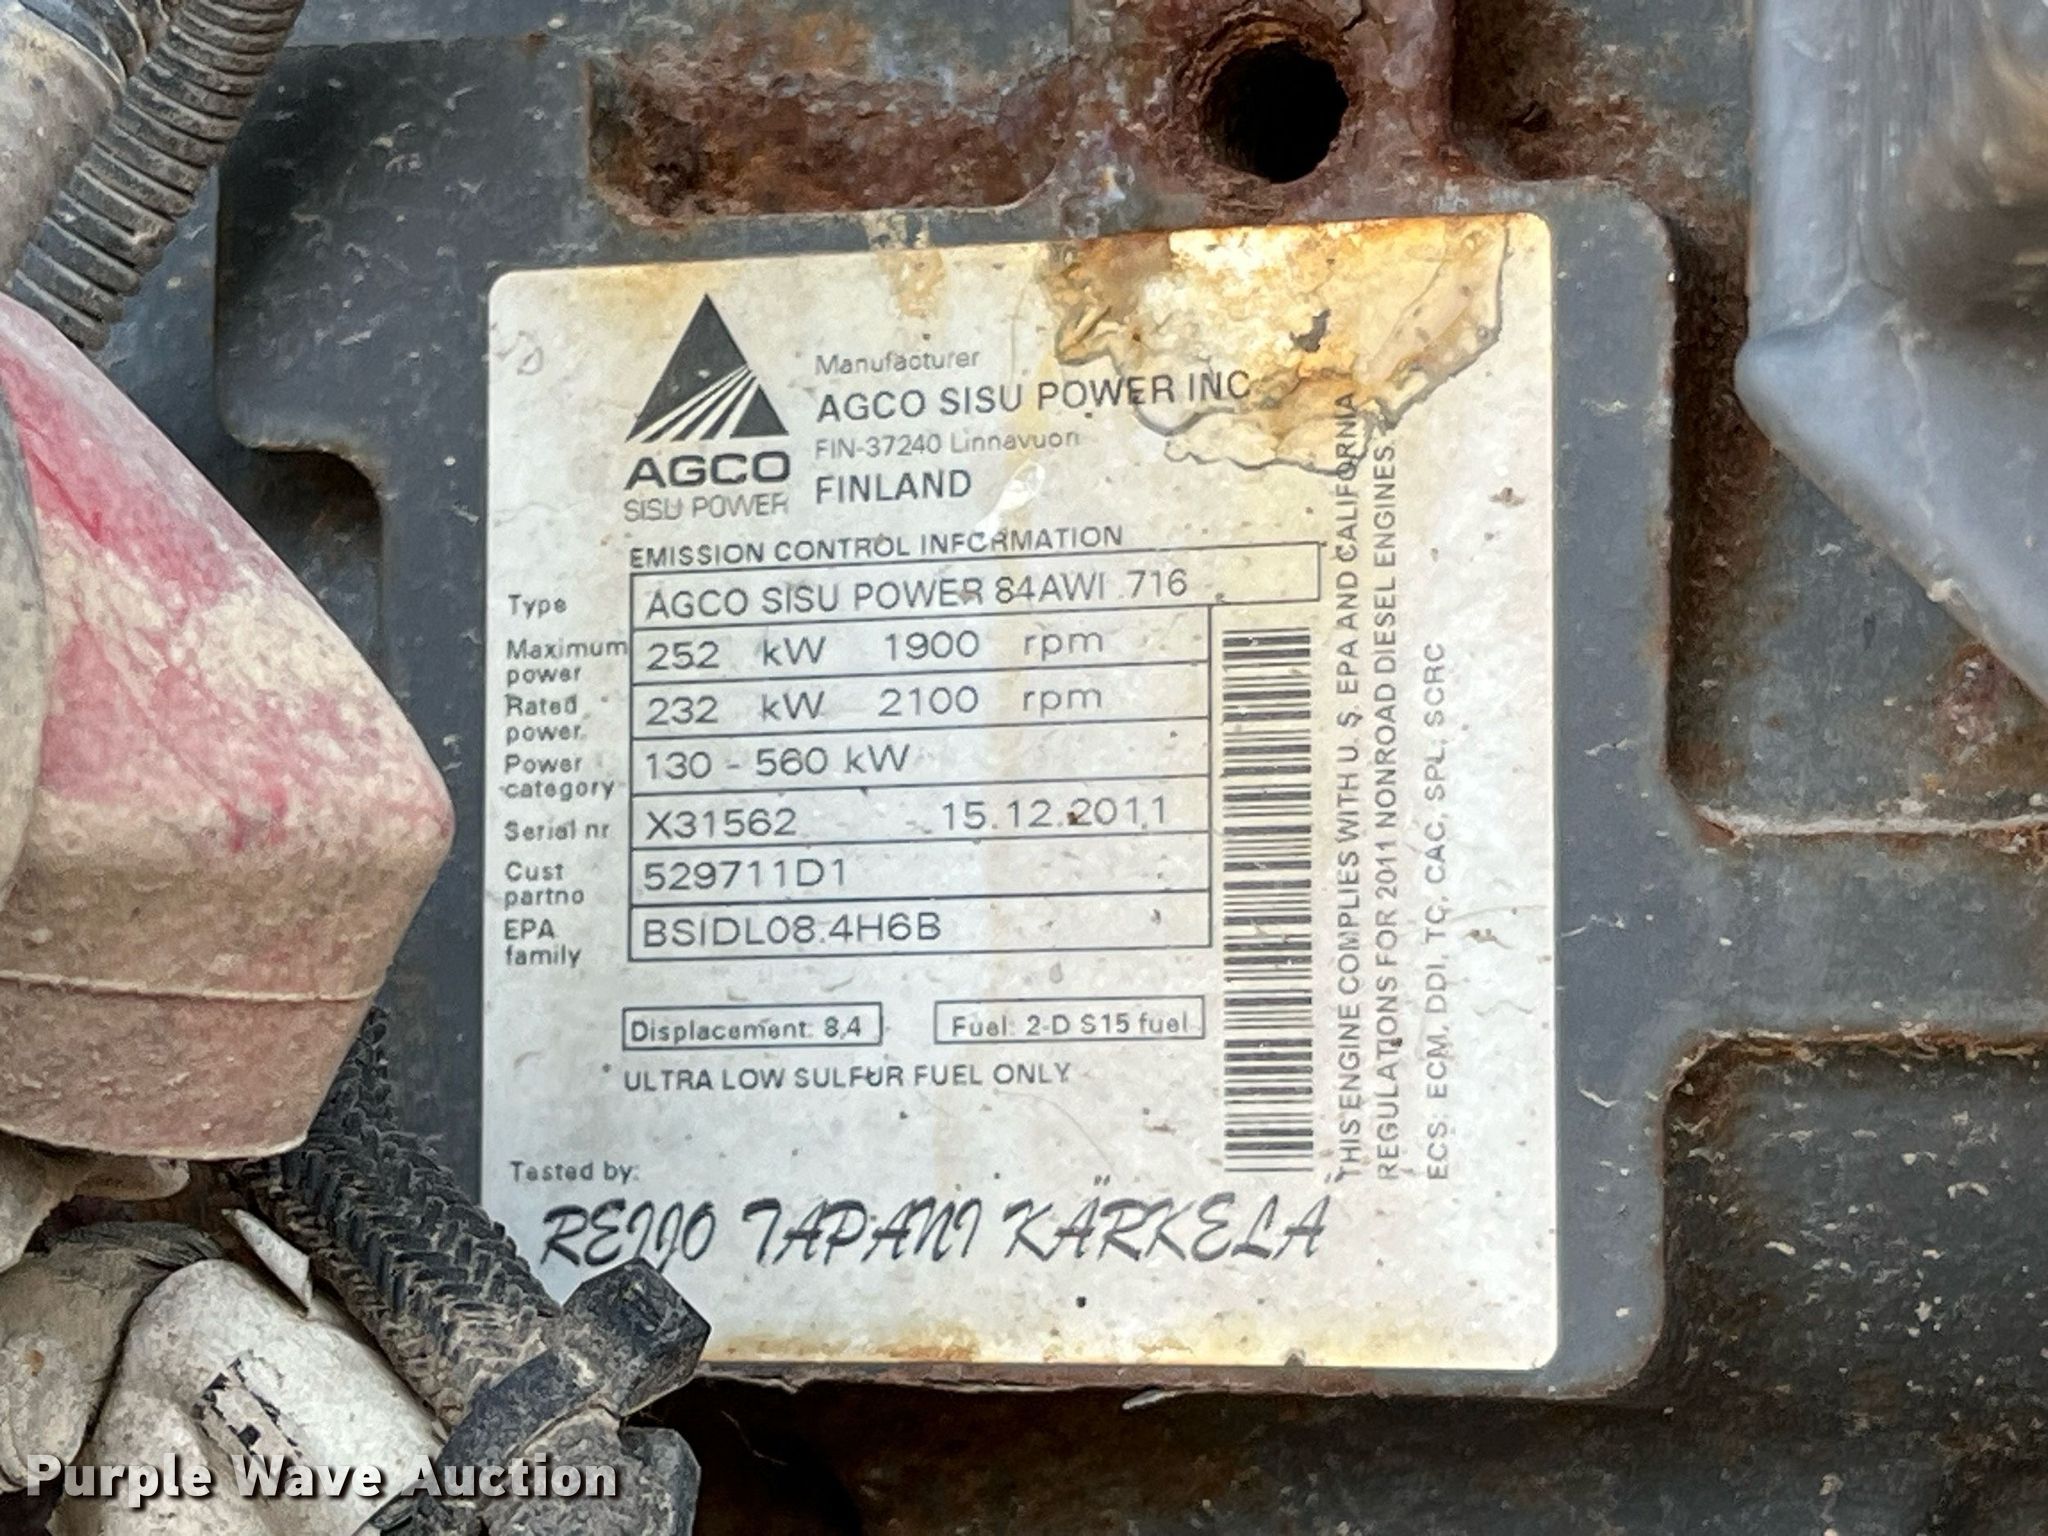 Manufacturer
AGCO SISU POWER INC
FIN-37240 Linnavuori
FINLAND
AGCO
SISU POWER
EMISSION CONTROL INFORMATION
Type AGCO SISU POWER 84AWI .716
Maximum power 252 kW 1900 rpm
Rated power 232 kW 2100 rpm
Power category 130 - 560 kW
Serial nr X31562 15.12.2011
Cust partno 529711D1
EPA family BSIDL08.4H6B
Displacement: 8,4 Fuel: 2-D S15 fuel
ULTRA LOW SULFUR FUEL ONLY
THIS ENGINE COMPLIES WITH U.S. EPA AND CALIFORNIA
REGULATIONS FOR 2011 NONROAD DIESEL ENGINES.
ECS: ECM, DDI, TC, CAC, SPL, SCRC
Tested by:
REIJO TAPANI KÄRKELÄ
Purple Wave Auction